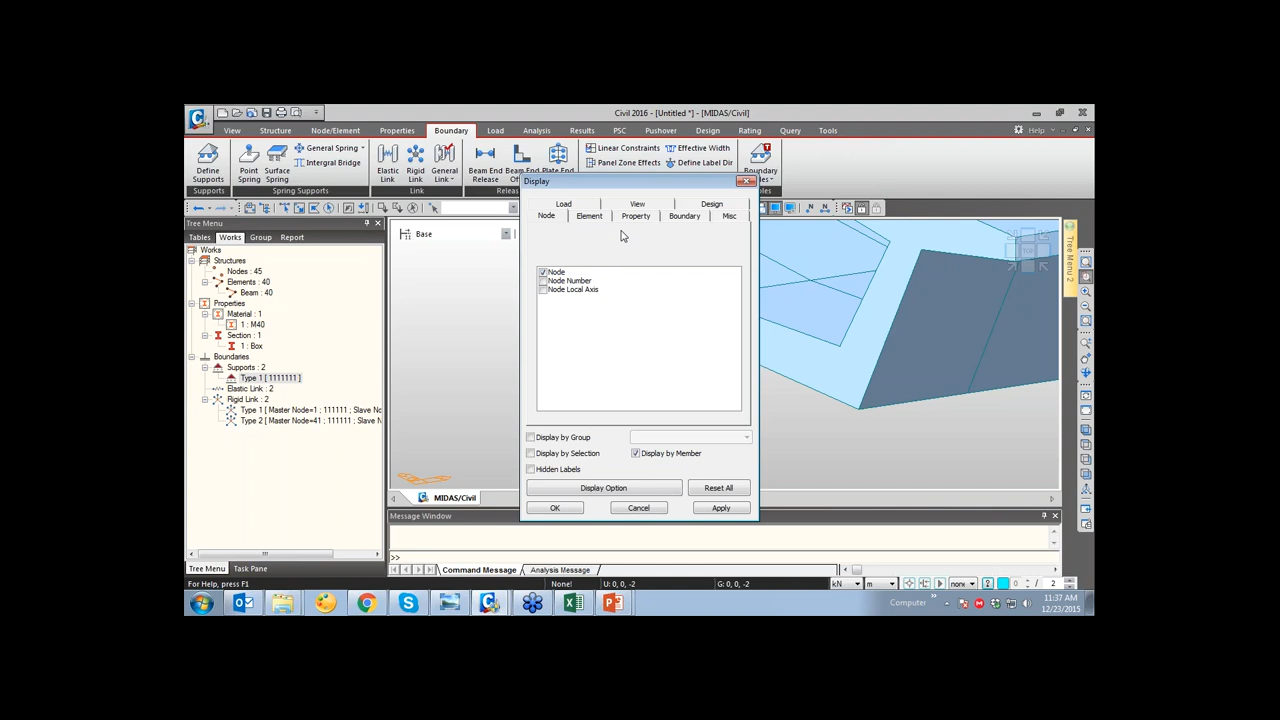 Civil 2016 - [Untitled *] - [MIDAS/Civil]
View Structure Node/Element Properties Boundary Load Analysis Results PSC Pushover Design Rating Query Tools Help
Define Supports
Point Spring
Surface Spring
General Spring
Intergral Bridge
Elastic Link
Rigid Link
General Link
Beam End Release
Linear Constraints
Effective Width
Panel Zone Effects
Define Label Dir
Boundary
Supports Spring Supports Link
Display
Tree Menu
Load View Design
Node Element Property Boundary Misc
Tables Works Group Report
Base
Works
Structures
Nodes : 45
Elements : 40
Beam : 40
Properties
Material : 1
1 : M40
Section : 1
1 : Box
Boundaries
Supports : 2
Type 1 [ 1111111 ]
Elastic Link : 2
Rigid Link : 2
Type 1 [ Master Node=1 ; 111111 ; Slave No
Type 2 [ Master Node=41 ; 111111 ; Slave N
Node
Node Number
Node Local Axis
Display by Group
Display by Selection
Display by Member
Hidden Labels
Display Option Reset All
OK Cancel Apply
TOP
Tree Menu 2
MIDAS/Civil
Message Window
>>
Tree Menu Task Pane
Command Message Analysis Message
For Help, press F1
None!
U: 0, 0, -2
G: 0, 0, -2
kN
m
non
0
/ 2
Computer
11:37 AM
12/23/2015